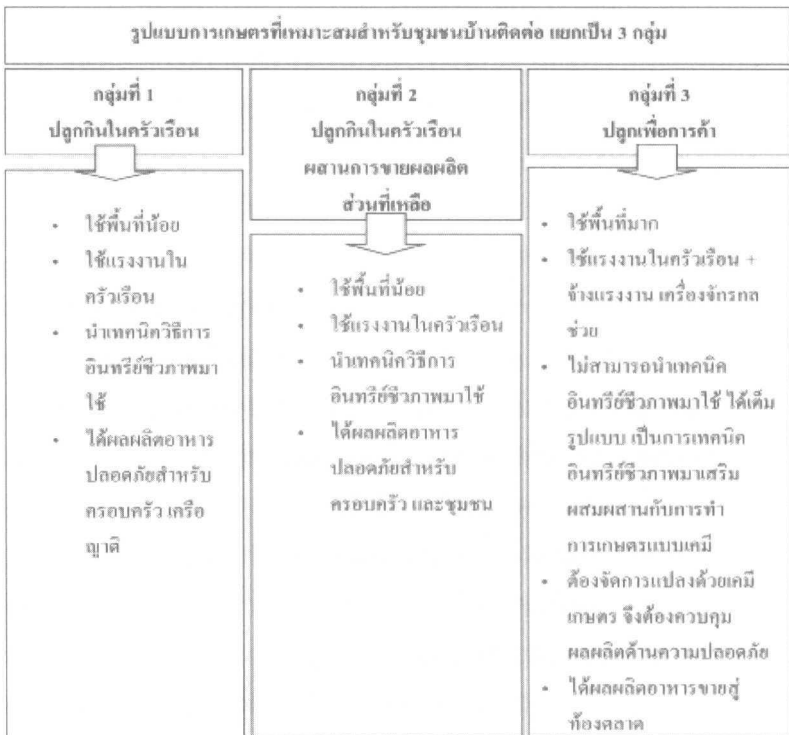 รูปแบบการเกษตรที่เหมาะสมสำหรับชุมชนบ้านติดต่อ แยกเป็น 3 กลุ่ม
กลุ่มที่ 1
ปลูกกินในครัวเรือน
• ใช้พื้นที่น้อย
• ใช้แรงงานใน
ครัวเรือน
• นำเทคนิควิธีการ
อินทรีย์ชีวภาพมา
ใช้
• ได้ผลผลิตอาหาร
ปลอดภัยสำหรับ
ครอบครัว เครือ
ญาติ
กลุ่มที่ 2
ปลูกกินในครัวเรือน
ผสานการขายผลผลิต
ส่วนที่เหลือ
• ใช้พื้นที่น้อย
• ใช้แรงงานในครัวเรือน
• นำเทคนิควิธีการ
อินทรีย์ชีวภาพมาใช้
• ได้ผลผลิตอาหาร
ปลอดภัยสำหรับ
ครอบครัว และชุมชน
กลุ่มที่ 3
ปลูกเพื่อการค้า
• ใช้พื้นที่มาก
• ใช้แรงงานในครัวเรือน +
จ้างแรงงาน เครื่องจักรกล
ช่วย
• ไม่สามารถนำเทคนิค
อินทรีย์ชีวภาพมาใช้ ได้เต็ม
รูปแบบ เป็นการเทคนิค
อินทรีย์ชีวภาพมาเสริม
ผสมผสานกับการทำ
การเกษตรแบบเคมี
• ต้องจัดการแปลงด้วยเคมี
เกษตร จึงต้องควบคุม
ผลผลิตด้านความปลอดภัย
• ได้ผลผลิตอาหารขายสู่
ท้องตลาด